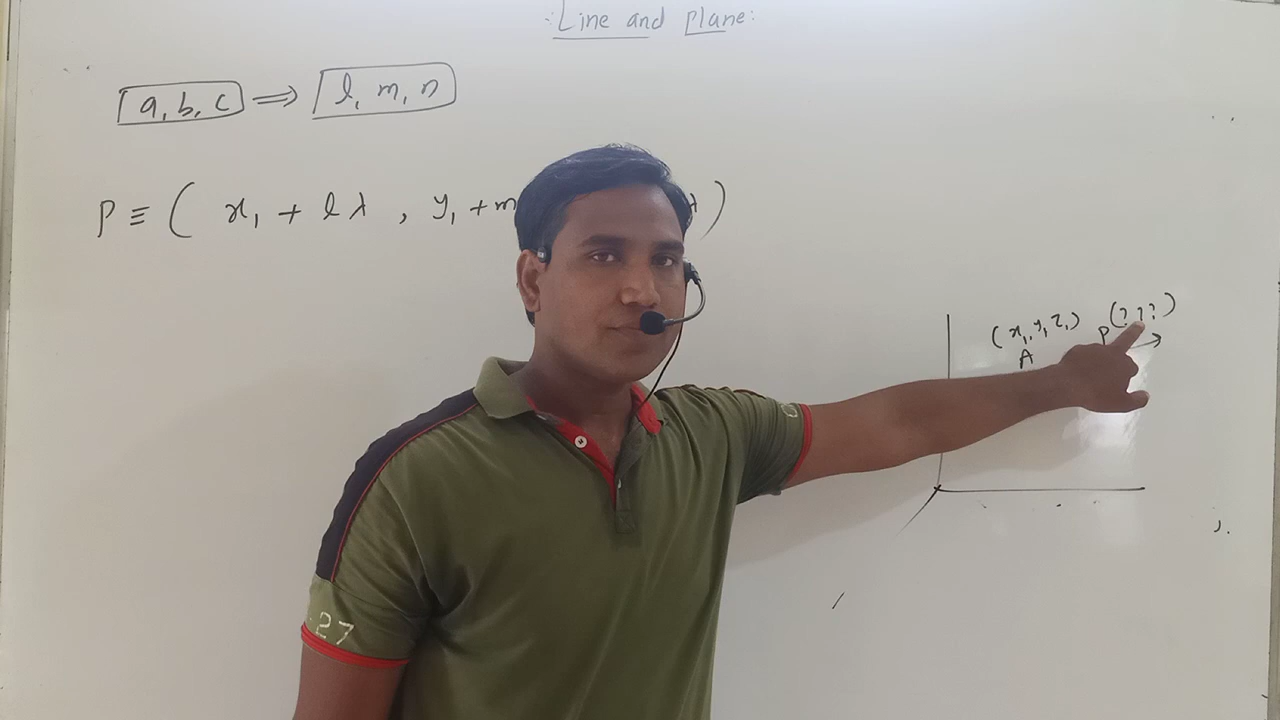 :Line and plane:
a, b, c ⟹ l, m, n
P ≡ ( x₁ + lλ , y₁ + m λ )
(x₁, y₁, z₁) P (? ? ?)
A
27